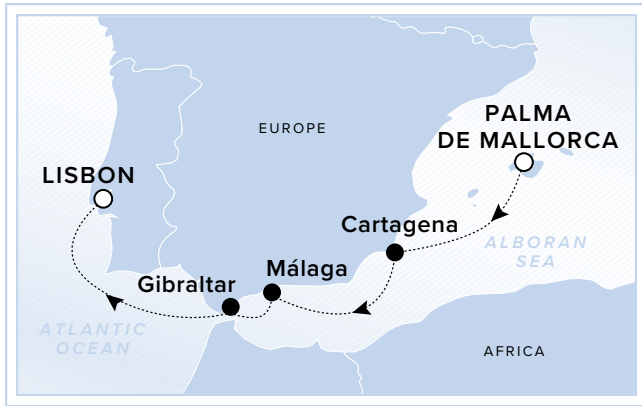 PALMA
DE MALLORCA
EUROPE
LISBON
Cartagena
ALBORAN
SEA
Málaga
Gibraltar
ATLANTIC
OCEAN
AFRICA